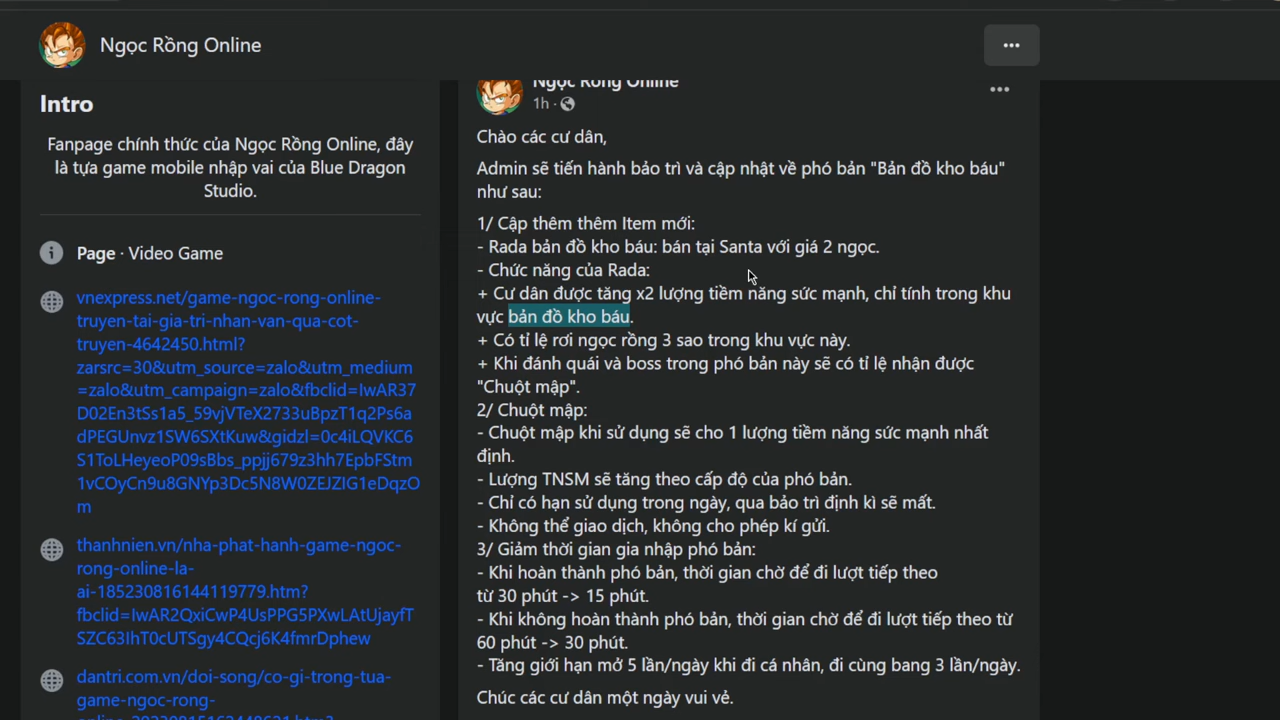 Ngọc Rồng Online
Intro
Fanpage chính thức của Ngọc Rồng Online, đây
là tựa game mobile nhập vai của Blue Dragon
Studio.
Page · Video Game
vnexpress.net/game-ngoc-rong-online-
truyen-tai-gia-tri-nhan-van-qua-cot-
truyen-4642450.html?
zarsrc=30&utm_source=zalo&utm_medium
=zalo&utm_campaign=zalo&fbclid=IwAR37
D02En3tSs1a5_59vjVTeX2733uBpzT1q2Ps6a
dPEGUnvz1SW6SXtKuw&gidzl=0c4iLQVKC6
S1ToLHeyeoP09sBbs_ppjj679z3hh7EpbFStm
1vCOyCn9u8GNYp3Dc5N8W0ZEJZIG1eDqzO
m
thanhnien.vn/nha-phat-hanh-game-ngoc-
rong-online-la-
ai-185230816144119779.htm?
fbclid=IwAR2QxiCwP4UsPPG5PXwLAtUjayfT
SZC63IhT0cUTSgy4CQcj6K4fmrDphew
dantri.com.vn/doi-song/co-gi-trong-tua-
game-ngoc-rong-
Ngọc Rồng Online
1h ·
Chào các cư dân,
Admin sẽ tiến hành bảo trì và cập nhật về phó bản "Bản đồ kho báu"
như sau:
1/ Cập thêm thêm Item mới:
- Rada bản đồ kho báu: bán tại Santa với giá 2 ngọc.
- Chức năng của Rada:
+ Cư dân được tăng x2 lượng tiềm năng sức mạnh, chỉ tính trong khu
vực bản đồ kho báu.
+ Có tỉ lệ rơi ngọc rồng 3 sao trong khu vực này.
+ Khi đánh quái và boss trong phó bản này sẽ có tỉ lệ nhận được
"Chuột mập".
2/ Chuột mập:
- Chuột mập khi sử dụng sẽ cho 1 lượng tiềm năng sức mạnh nhất
định.
- Lượng TNSM sẽ tăng theo cấp độ của phó bản.
- Chỉ có hạn sử dụng trong ngày, qua bảo trì định kì sẽ mất.
- Không thể giao dịch, không cho phép kí gửi.
3/ Giảm thời gian gia nhập phó bản:
- Khi hoàn thành phó bản, thời gian chờ để đi lượt tiếp theo
từ 30 phút -> 15 phút.
- Khi không hoàn thành phó bản, thời gian chờ để đi lượt tiếp theo từ
60 phút -> 30 phút.
- Tăng giới hạn mở 5 lần/ngày khi đi cá nhân, đi cùng bang 3 lần/ngày.
Chúc các cư dân một ngày vui vẻ.